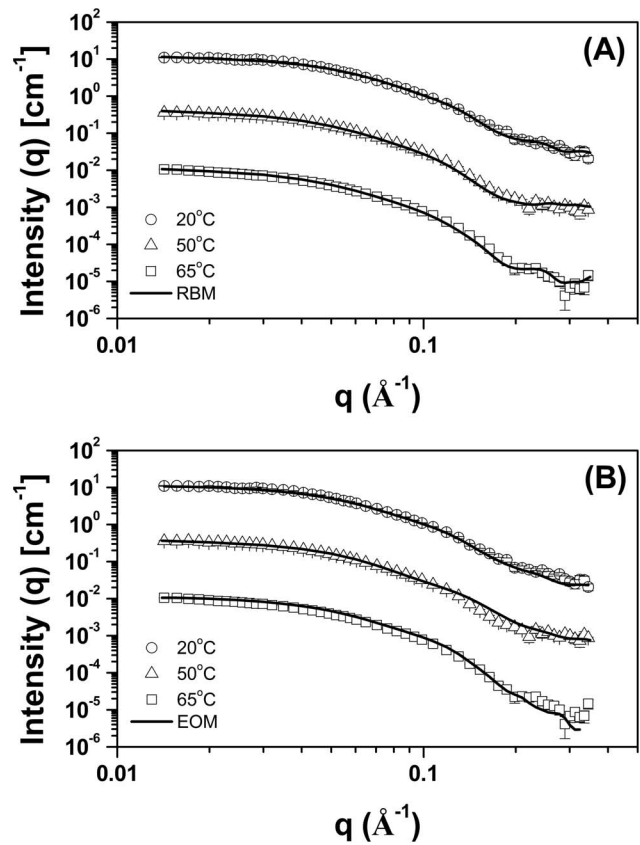 10²
(A)
10¹
10⁰
10⁻¹
10⁻²
10⁻³
10⁻⁴
10⁻⁵
10⁻⁶
Intensity (q) [cm⁻¹]
20°C
50°C
65°C
RBM
0.01
0.1
q (Å⁻¹)
10²
(B)
10¹
10⁰
10⁻¹
10⁻²
10⁻³
10⁻⁴
10⁻⁵
10⁻⁶
Intensity (q) [cm⁻¹]
20°C
50°C
65°C
EOM
0.01
0.1
q (Å⁻¹)